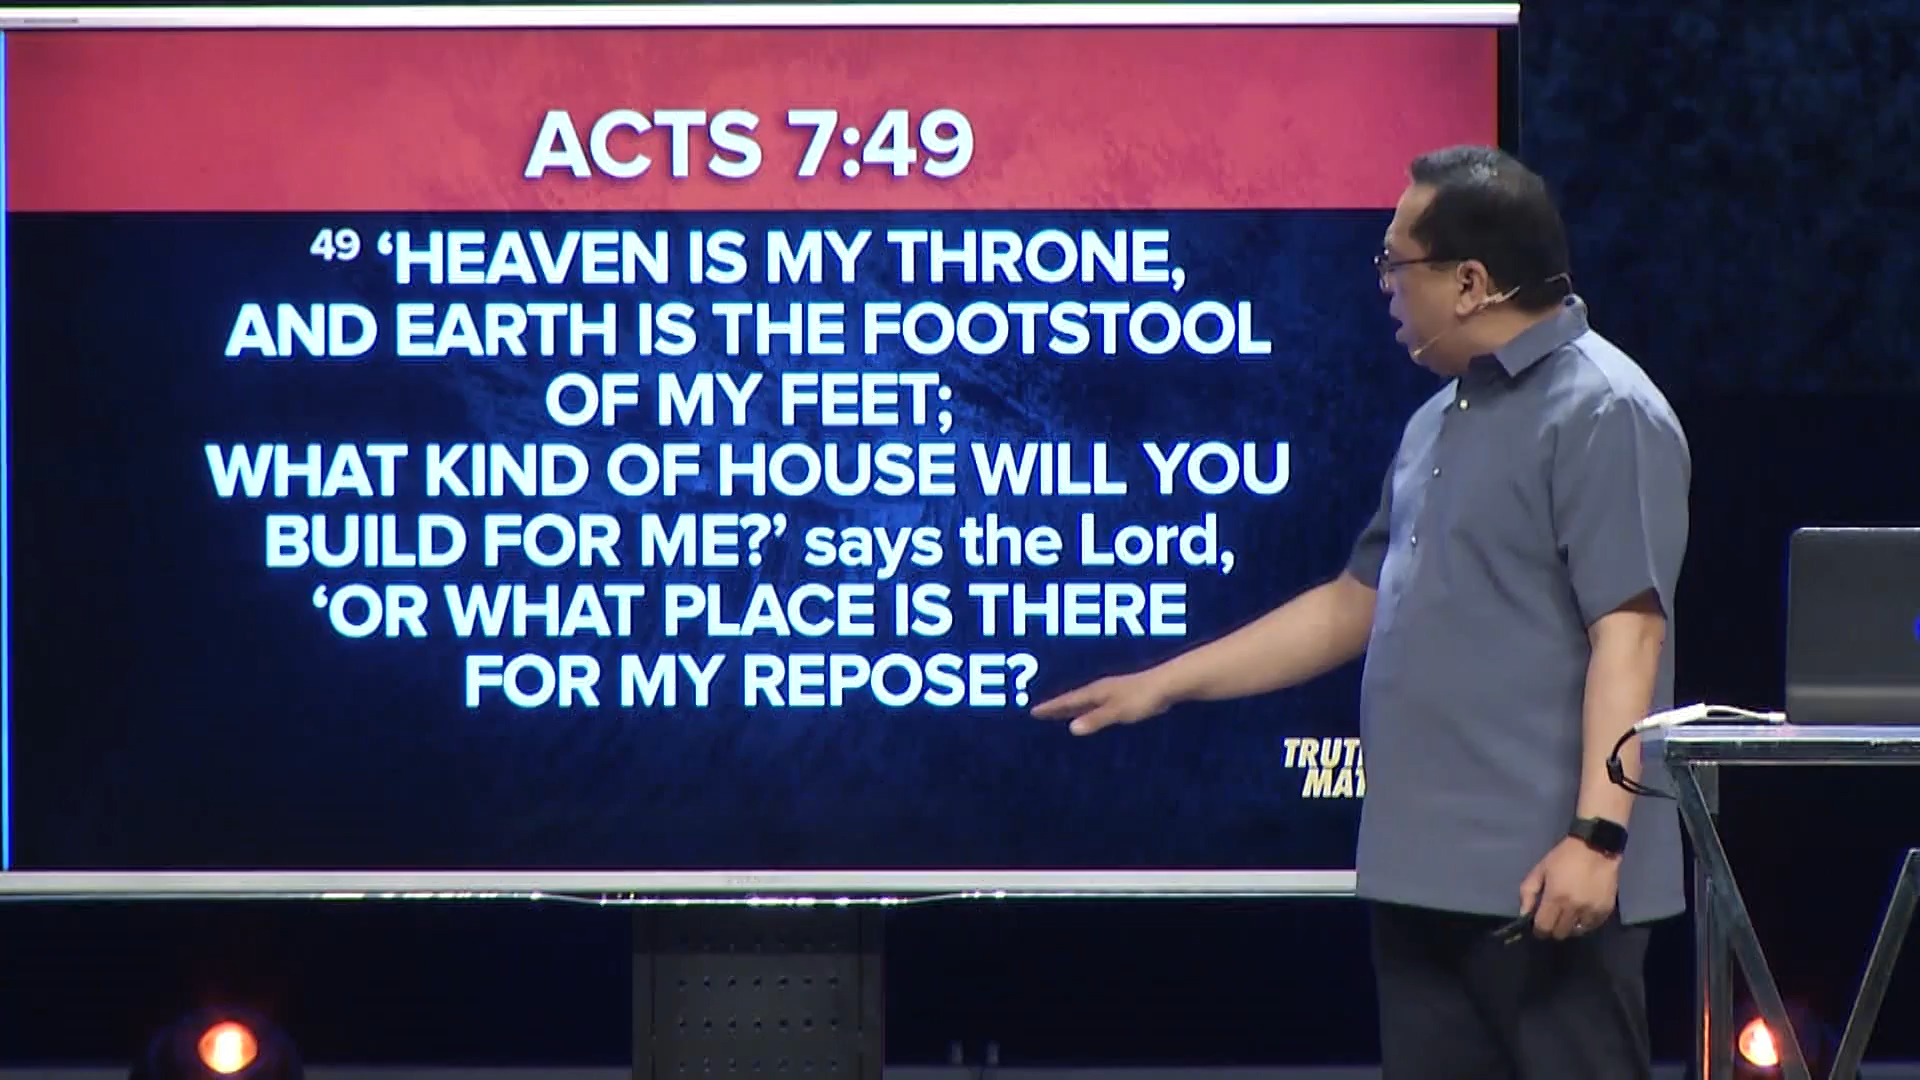 ACTS 7:49
49 ‘HEAVEN IS MY THRONE,
AND EARTH IS THE FOOTSTOOL
OF MY FEET;
WHAT KIND OF HOUSE WILL YOU
BUILD FOR ME?’ says the Lord,
‘OR WHAT PLACE IS THERE
FOR MY REPOSE?